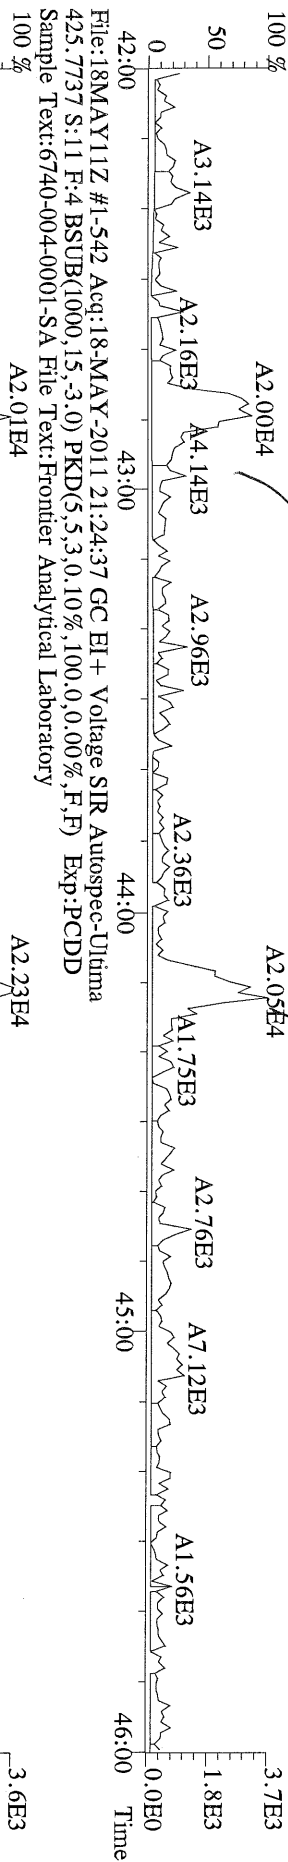 100 %
A2.05E4
A2.00E4
3.7E3
50
A3.14E3
A2.16E3
A4.14E3
A2.96E3
A2.36E3
A1.75E3
A2.76E3
A7.12E3
A1.56E3
1.8E3
0
0.0E0
42:00
43:00
44:00
45:00
46:00
Time
File:18MAY11Z #1-542 Acq:18-MAY-2011 21:24:37 GC EI+ Voltage SIR Autospec-Ultima
425.7737 S:11 F:4 BSUB(1000,15,-3.0) PKD(5,5,3,0.10%,100.0,0.00%,F,F) Exp:PCDD
Sample Text:6740-004-0001-SA File Text:Frontier Analytical Laboratory
100 %
A2.01E4
A2.23E4
3.6E3